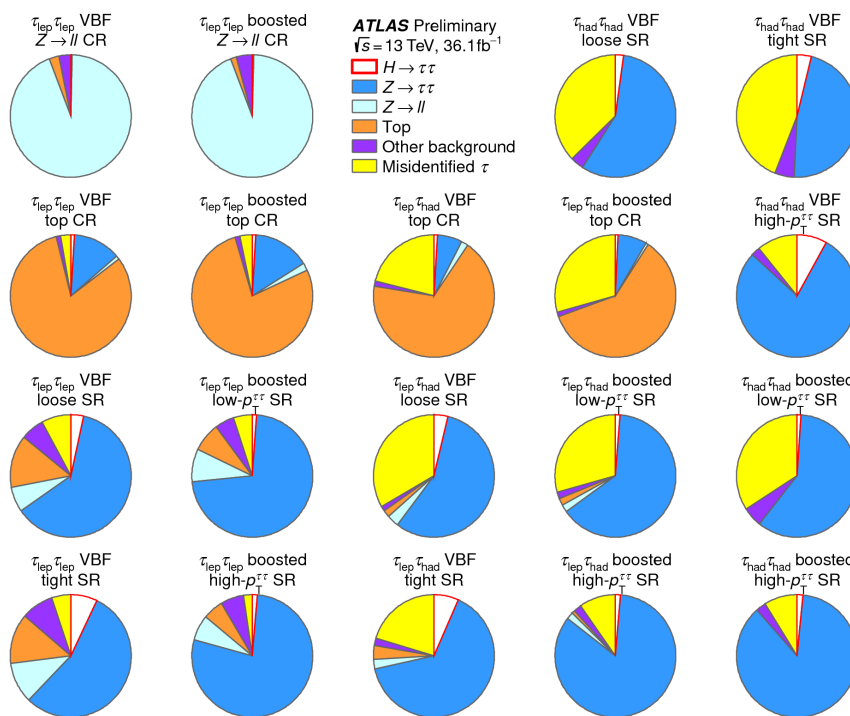 τlepτlep VBF
Z→ll CR
τlepτlep boosted
Z→ll CR
ATLAS Preliminary
√s = 13 TeV, 36.1fb⁻¹
H→ττ
Z→ττ
Z→ll
Top
Other background
Misidentified τ
τhadτhad VBF
loose SR
τhadτhad VBF
tight SR
τlepτlep VBF
top CR
τlepτlep boosted
top CR
τlepτhad VBF
top CR
τlepτhad boosted
top CR
τhadτhad VBF
high-pTττ SR
τlepτlep VBF
loose SR
τlepτlep boosted
low-pTττ SR
τlepτhad VBF
loose SR
τlepτhad boosted
low-pTττ SR
τhadτhad boosted
low-pTττ SR
τlepτlep VBF
tight SR
τlepτlep boosted
high-pTττ SR
τlepτhad VBF
tight SR
τlepτhad boosted
high-pTττ SR
τhadτhad boosted
high-pTττ SR